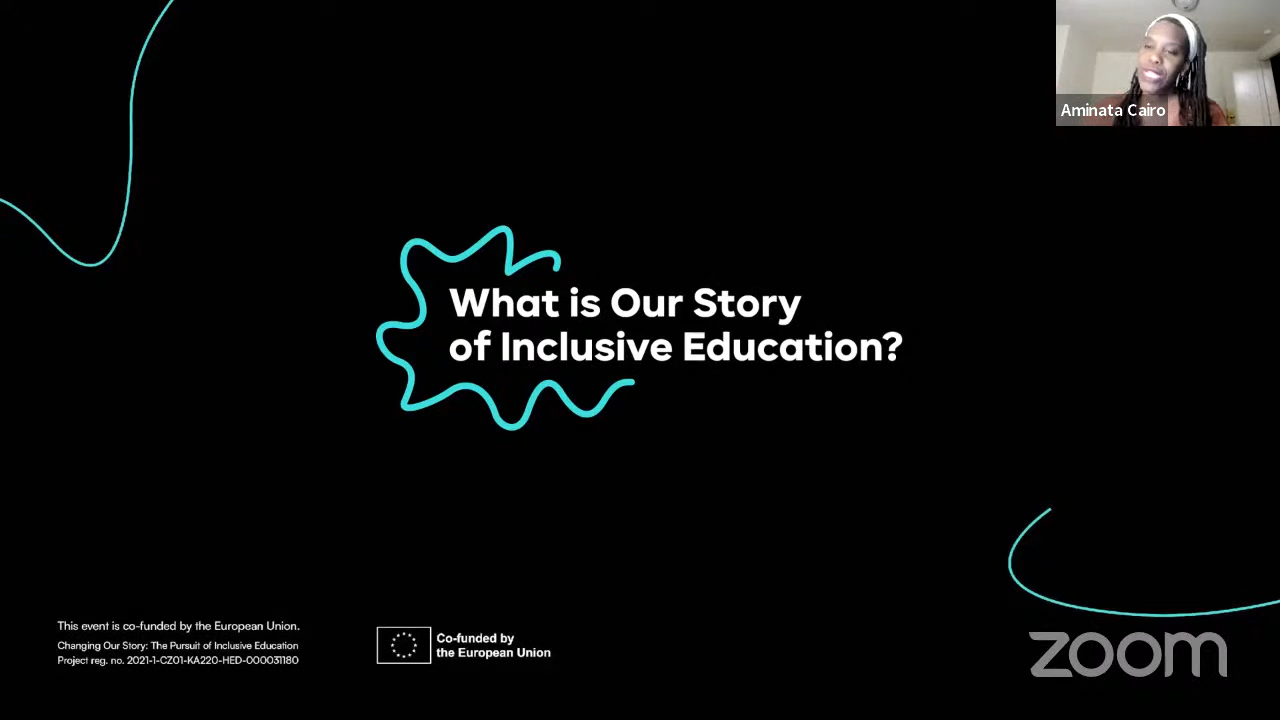 Aminata Cairo
What is Our Story
of Inclusive Education?
This event is co-funded by the European Union.
Changing Our Story: The Pursuit of Inclusive Education
Project reg. no. 2021-1-CZ01-KA220-HED-000031180
Co-funded by
the European Union
zoom